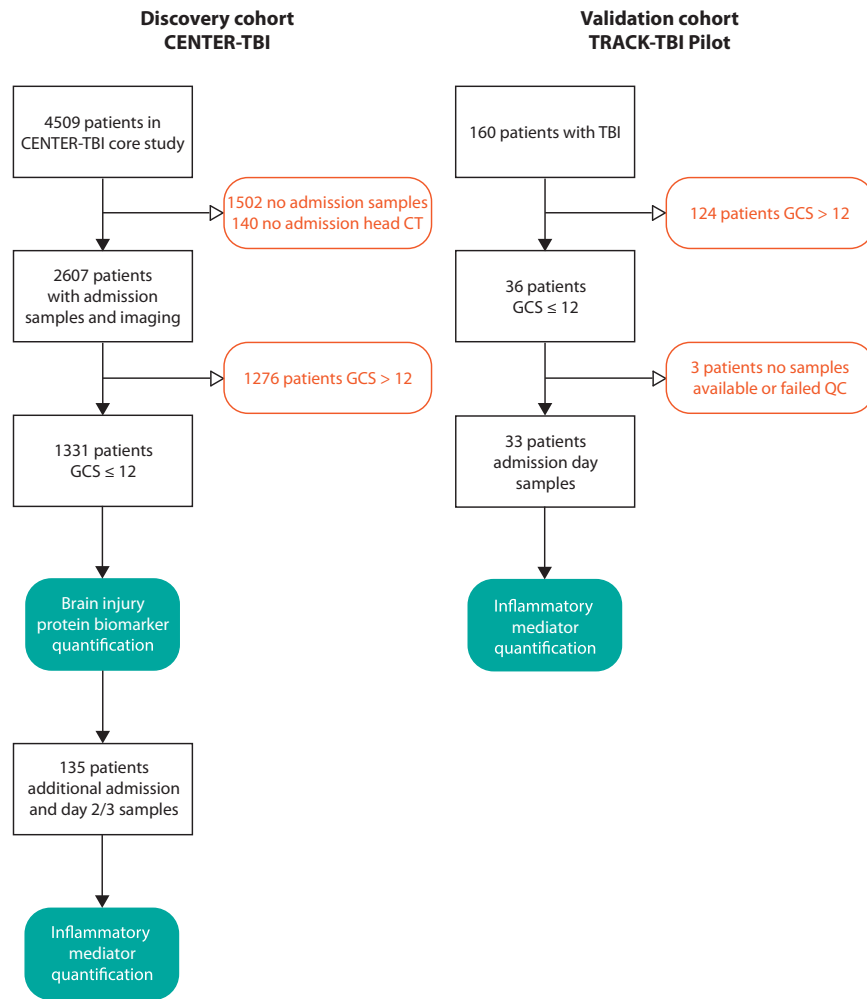 Discovery cohort
CENTER-TBI
4509 patients in
CENTER-TBI core study
1502 no admission samples
140 no admission head CT
2607 patients
with admission
samples and imaging
1276 patients GCS > 12
1331 patients
GCS ≤ 12
Brain injury
protein biomarker
quantification
135 patients
additional admission
and day 2/3 samples
Inflammatory
mediator
quantification
Validation cohort
TRACK-TBI Pilot
160 patients with TBI
124 patients GCS > 12
36 patients
GCS ≤ 12
3 patients no samples
available or failed QC
33 patients
admission day
samples
Inflammatory
mediator
quantification